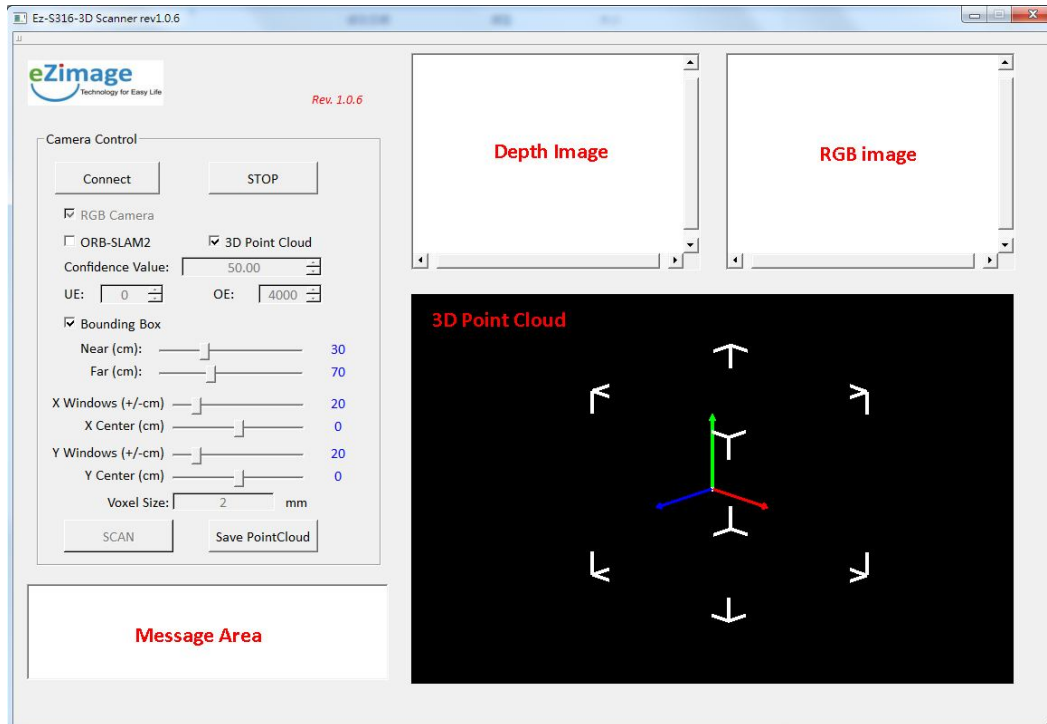 Ez-S316-3D Scanner rev1.0.6
eZimage
Technology for Easy Life
Rev. 1.0.6
Camera Control
Connect
STOP
RGB Camera
ORB-SLAM2
3D Point Cloud
Confidence Value: 50.00
UE: 0
OE: 4000
Bounding Box
Near (cm): 30
Far (cm): 70
X Windows (+/-cm) 20
X Center (cm) 0
Y Windows (+/-cm) 20
Y Center (cm) 0
Voxel Size: 2 mm
SCAN
Save PointCloud
Message Area
Depth Image
RGB image
3D Point Cloud